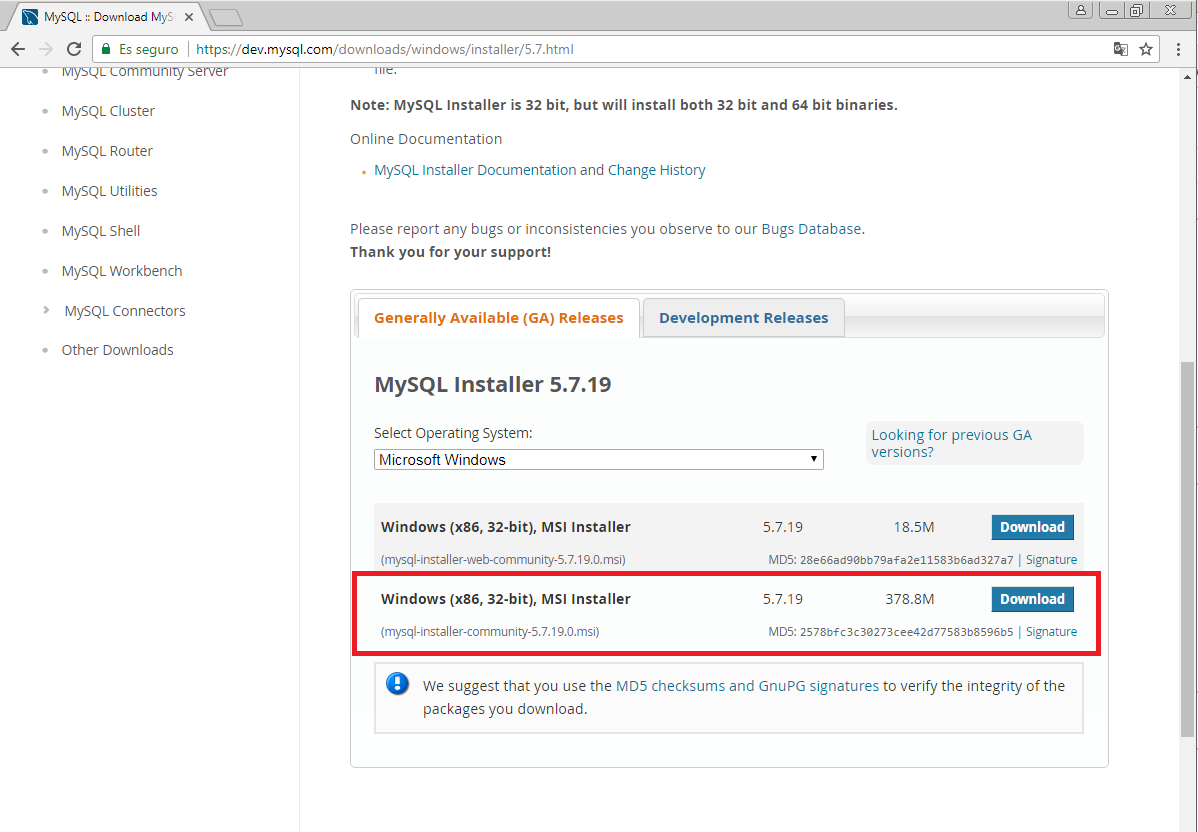 MySQL :: Download MyS
Es seguro
https://dev.mysql.com/downloads/windows/installer/5.7.html
MySQL Community Server
MySQL Cluster
MySQL Router
MySQL Utilities
MySQL Shell
MySQL Workbench
MySQL Connectors
Other Downloads
file.
Note: MySQL Installer is 32 bit, but will install both 32 bit and 64 bit binaries.
Online Documentation
MySQL Installer Documentation and Change History
Please report any bugs or inconsistencies you observe to our Bugs Database.
Thank you for your support!
Generally Available (GA) Releases
Development Releases
MySQL Installer 5.7.19
Select Operating System:
Microsoft Windows
Looking for previous GA
versions?
Windows (x86, 32-bit), MSI Installer 5.7.19 18.5M Download
(mysql-installer-web-community-5.7.19.0.msi) MD5: 28e66ad90bb79afa2e11583b6ad327a7 | Signature
Windows (x86, 32-bit), MSI Installer 5.7.19 378.8M Download
(mysql-installer-community-5.7.19.0.msi) MD5: 2578bfc3c30273cee42d77583b8596b5 | Signature
We suggest that you use the MD5 checksums and GnuPG signatures to verify the integrity of the
packages you download.